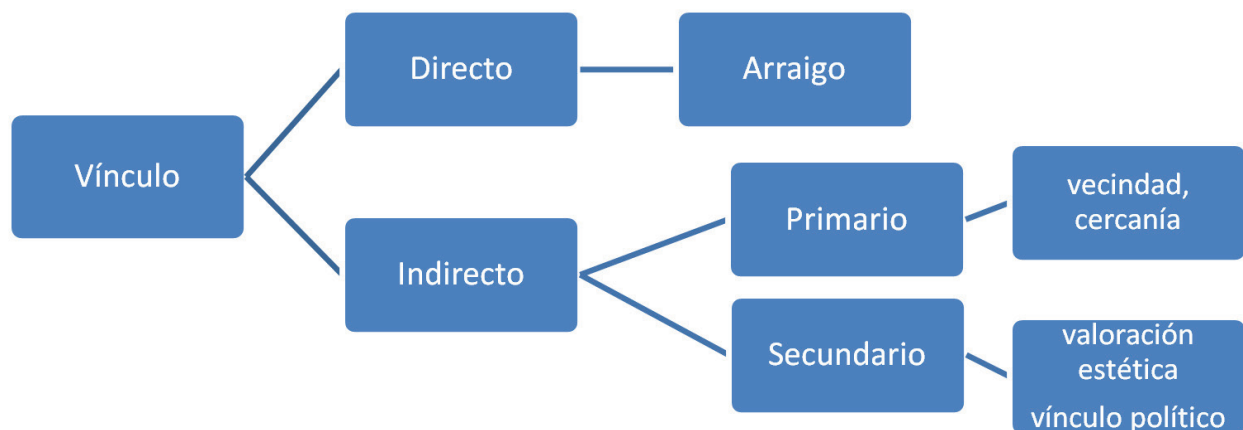 Vínculo
Directo
Arraigo
Indirecto
Primario
vecindad,
cercanía
Secundario
valoración
estética
vínculo político